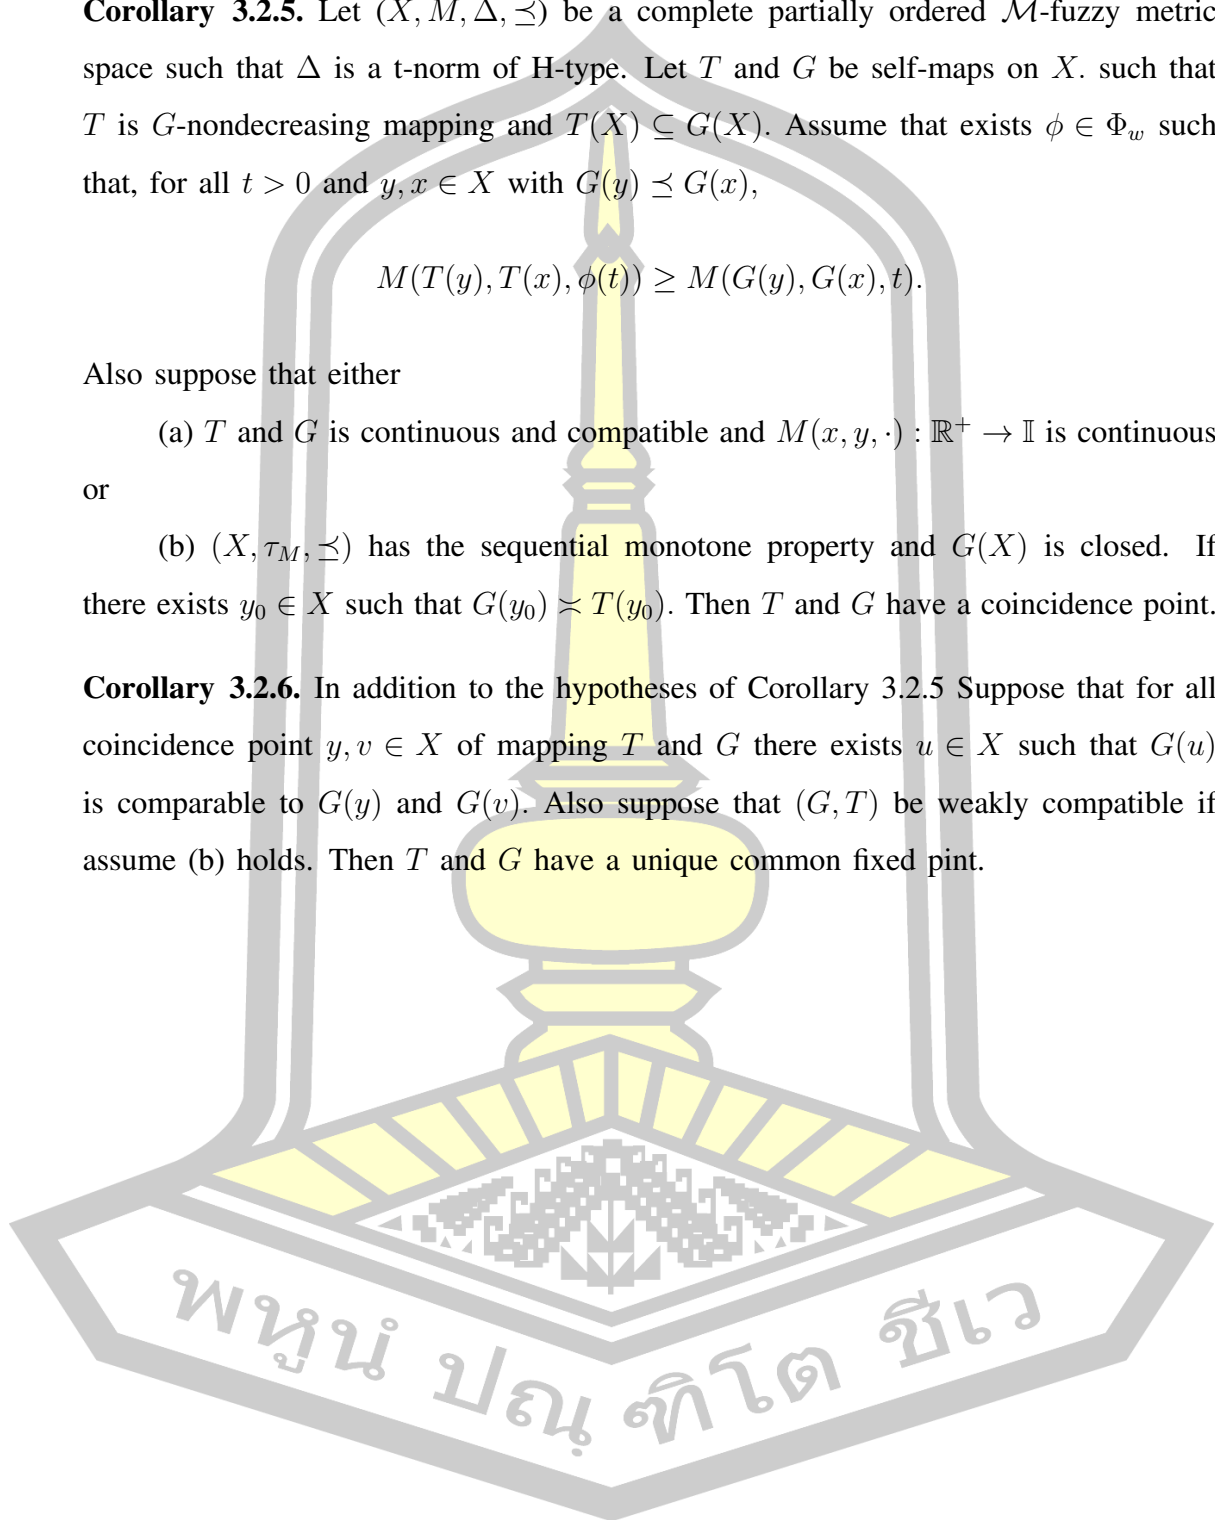 Corollary 3.2.5. Let (X, M, Δ, ⪯) be a complete partially ordered ℳ-fuzzy metric
space such that Δ is a t-norm of H-type. Let T and G be self-maps on X. such that
T is G-nondecreasing mapping and T(X) ⊆ G(X). Assume that exists ϕ ∈ Φ_w such
that, for all t > 0 and y, x ∈ X with G(y) ⪯ G(x),
M(T(y), T(x), ϕ(t)) ≥ M(G(y), G(x), t).
Also suppose that either
(a) T and G is continuous and compatible and M(x, y, ·) : ℝ⁺ → 𝕀 is continuous
or
(b) (X, τ_M, ⪯) has the sequential monotone property and G(X) is closed. If
there exists y₀ ∈ X such that G(y₀) ≍ T(y₀). Then T and G have a coincidence point.
Corollary 3.2.6. In addition to the hypotheses of Corollary 3.2.5 Suppose that for all
coincidence point y, v ∈ X of mapping T and G there exists u ∈ X such that G(u)
is comparable to G(y) and G(v). Also suppose that (G, T) be weakly compatible if
assume (b) holds. Then T and G have a unique common fixed pint.
พหูนํ ปณฺฑิโต ชีเว